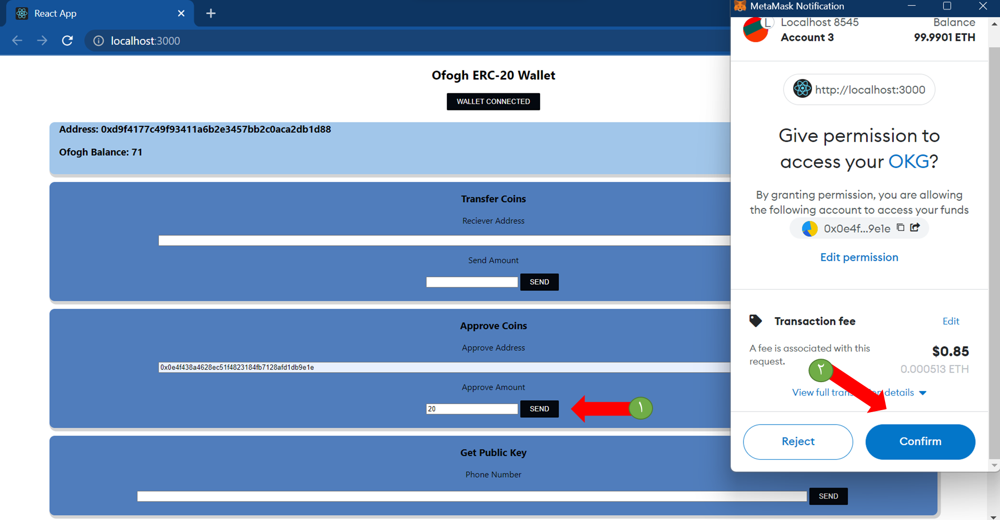 React App
localhost:3000
Ofogh ERC-20 Wallet
WALLET CONNECTED
Address: 0xd9f4177c49f93411a6b2e3457bb2c0aca2db1d88
Ofogh Balance: 71
Transfer Coins
Reciever Address
Send Amount
SEND
Approve Coins
Approve Address
0x0e4f438a4628ec51f4823184fb7128afd1db9e1e
Approve Amount
20 SEND
۱
Get Public Key
Phone Number
SEND
MetaMask Notification
L Localhost 8545 Balance
Account 3 99.9901 ETH
http://localhost:3000
Give permission to
access your OKG?
By granting permission, you are allowing
the following account to access your funds
0x0e4f...9e1e
Edit permission
Transaction fee Edit
A fee is associated with this
request.
$0.85
0.000513 ETH
۲
View full details
Reject Confirm